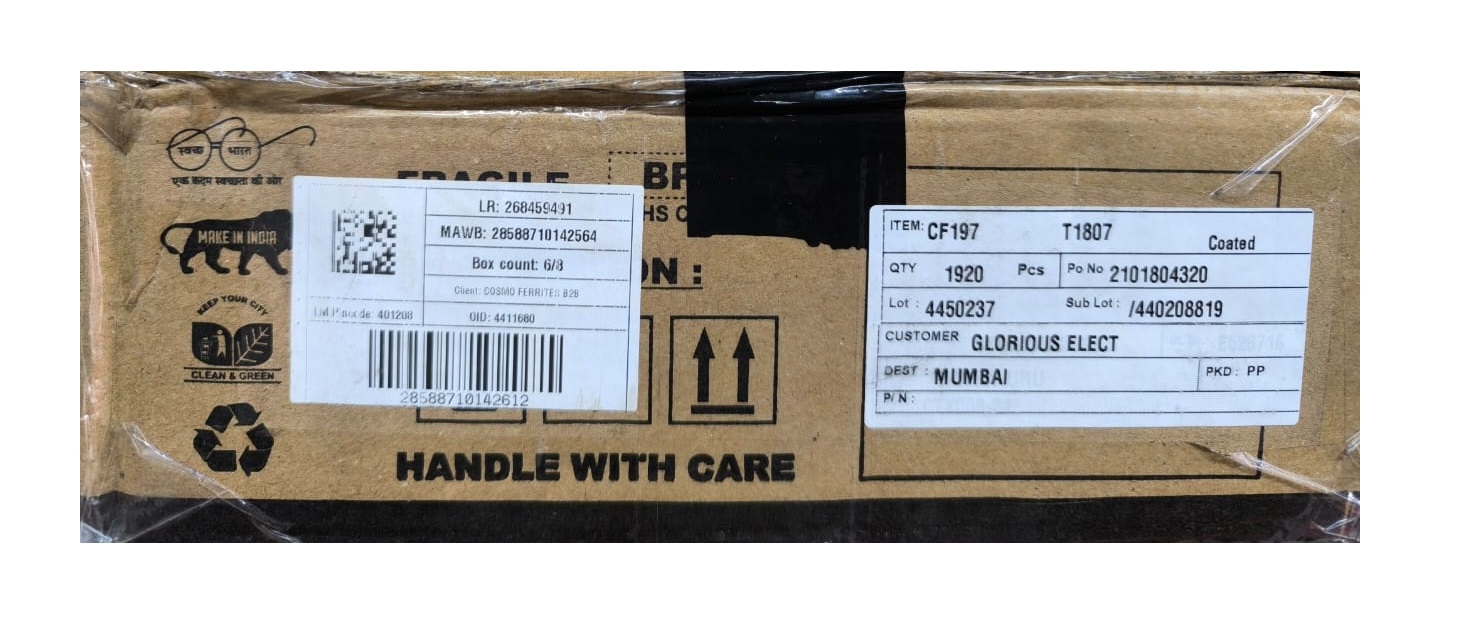 स्वच्छ भारत
एक कदम स्वच्छता की ओर
MAKE IN INDIA
KEEP YOUR CITY
CLEAN & GREEN
FRAGILE
LR: 268459491
MAWB: 28588710142564
Box count: 6/8
Client: COSMO FERRITES B2B
Pincode: 401208
OID: 4411680
28588710142612
HANDLE WITH CARE
ITEM: CF197 T1807 Coated
QTY 1920 Pcs Po No 2101804320
Lot : 4450237 Sub Lot : /440208819
CUSTOMER GLORIOUS ELECT
DEST : MUMBAI PKD : PP
P/N :